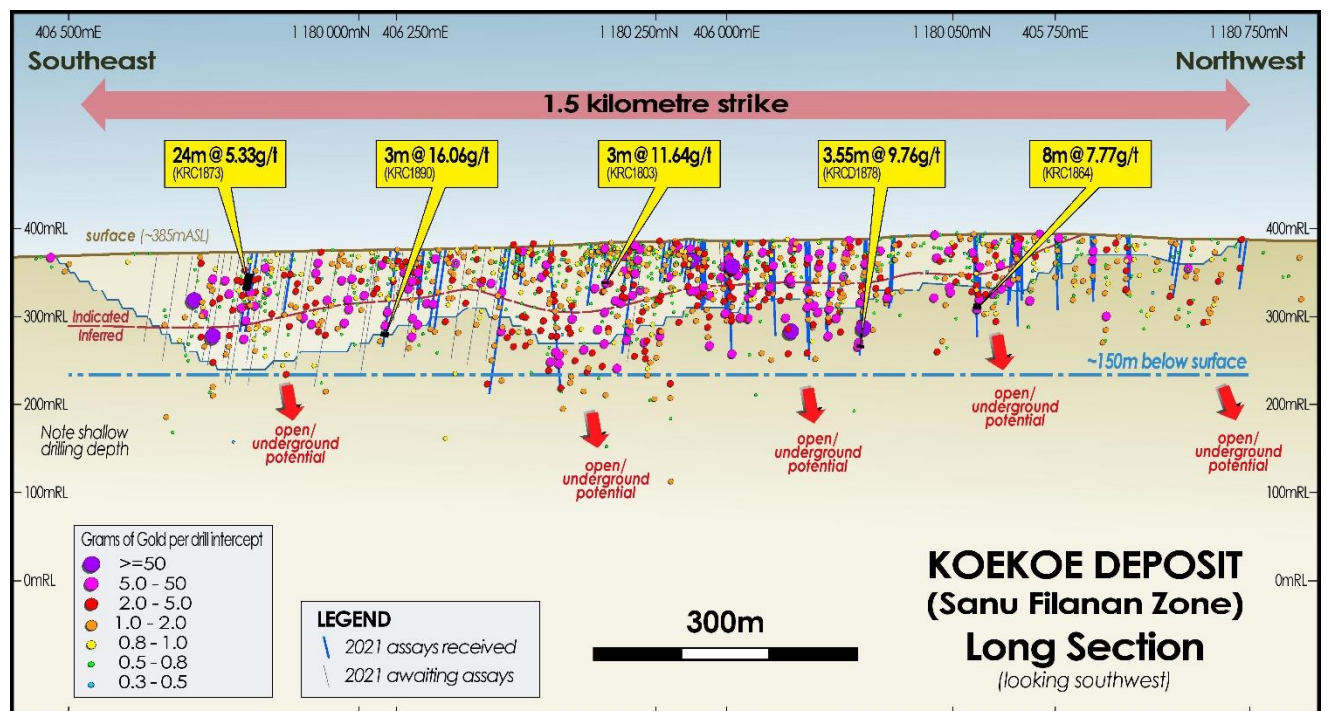 406 500mE 1 180 000mN 406 250mE 1 180 250mN 406 000mE 1 180 050mN 405 750mE 1 180 750mN
Southeast Northwest
1.5 kilometre strike
24m @ 5.33g/t
(KRC1873)
3m @ 16.06g/t
(KRC1890)
3m @ 11.64g/t
(KRC1803)
3.55m @ 9.76g/t
(KRCD1878)
8m @ 7.77g/t
(KRC1864)
400mRL 400mRL
surface (~385mASL)
300mRL 300mRL
Indicated
Inferred
~150m below surface
200mRL 200mRL
Note shallow
drilling depth
open/
underground
potential
open/
underground
potential
open/
underground
potential
open/
underground
potential
open/
underground
potential
100mRL 100mRL
0mRL 0mRL
Grams of Gold per drill intercept
>=50
5.0 - 50
2.0 - 5.0
1.0 - 2.0
0.8 - 1.0
0.5 - 0.8
0.3 - 0.5
LEGEND
2021 assays received
2021 awaiting assays
300m
KOEKOE DEPOSIT
(Sanu Filanan Zone)
Long Section
(looking southwest)